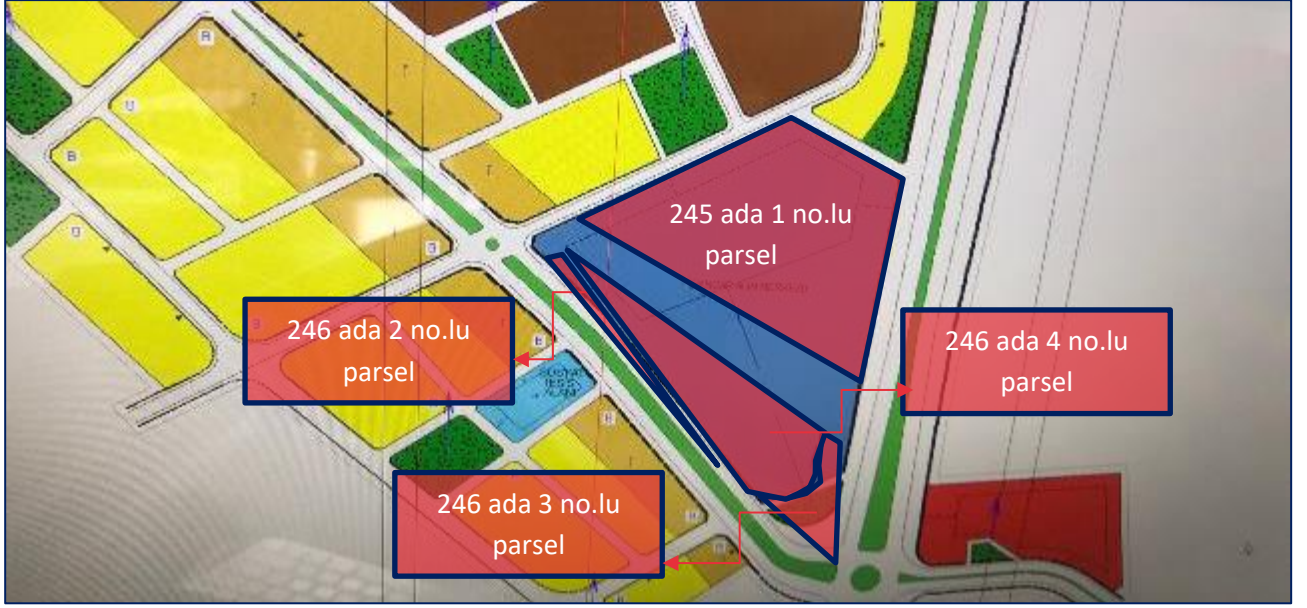 245 ada 1 no.lu
parsel
246 ada 2 no.lu
parsel
246 ada 4 no.lu
parsel
246 ada 3 no.lu
parsel